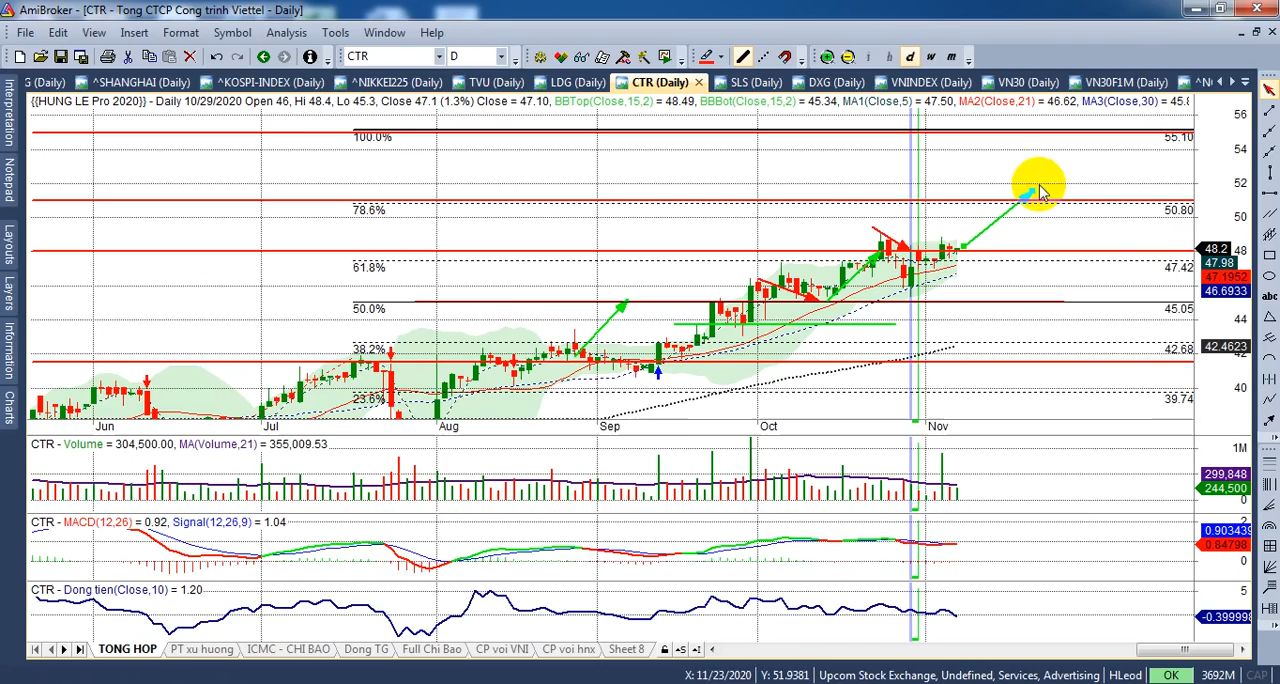 AmiBroker - [CTR - Tong CTCP Cong trinh Viettel - Daily]
File Edit View Insert Format Symbol Analysis Tools Window Help
CTR D i h d w m
G (Daily) ^SHANGHAI (Daily) ^KOSPI-INDEX (Daily) ^NIKKEI225 (Daily) TVU (Daily) LDG (Daily) CTR (Daily) SLS (Daily) DXG (Daily) VNINDEX (Daily) VN30 (Daily) VN30F1M (Daily)
{{HUNG LE Pro 2020}} - Daily 10/29/2020 Open 46, Hi 48.4, Lo 45.3, Close 47.1 (1.3%) Close = 47.10, BBTop(Close,15,2) = 48.49, BBBot(Close,15,2) = 45.34, MA1(Close,5) = 47.50, MA2(Close,21) = 46.62, MA3(Close,30) = 45.8
Interpretation
Notepad
Layouts
Layers
Information
Charts
56
100.0% 55.10
54
52
78.6% 50.80
50
48
48.2
47.98
61.8% 47.42
47.1952
46.6933
50.0% 45.05
44
38.2% 42.68
42.4623
42
23.6% 39.74
40
Jun Jul Aug Sep Oct Nov
CTR - Volume = 304,500.00, MA(Volume,21) = 355,009.53
1M
299,848
244,500
0
CTR - MACD(12,26) = 0.92, Signal(12,26,9) = 1.04
2
0.903439
0.84798
0
CTR - Dong tien(Close,10) = 1.20
5
-0.399998
TONG HOP PT xu huong ICMC - CHI BAO Dong TG Full Chi Bao CP voi VNI CP voi hnx Sheet 8
X: 11/23/2020 Y: 51.9381 Upcom Stock Exchange, Undefined, Services, Advertising HLeod OK 3692M CAP